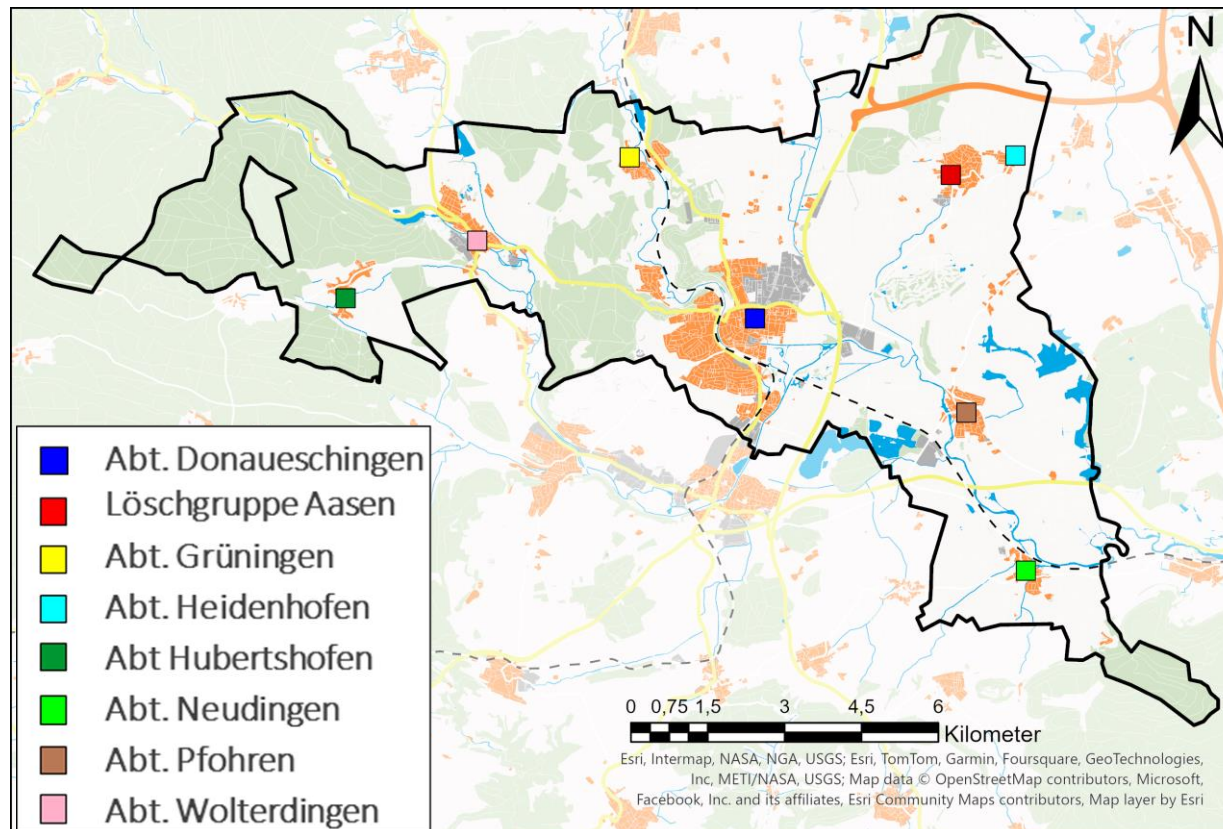 N
Abt. Donaueschingen
Löschgruppe Aasen
Abt. Grüningen
Abt. Heidenhofen
Abt Hubertshofen
Abt. Neudingen
Abt. Pfohren
Abt. Wolterdingen
0 0,75 1,5 3 4,5 6
Kilometer
Esri, Intermap, NASA, NGA, USGS; Esri, TomTom, Garmin, Foursquare, GeoTechnologies,
Inc, METI/NASA, USGS; Map data © OpenStreetMap contributors, Microsoft,
Facebook, Inc. and its affiliates, Esri Community Maps contributors, Map layer by Esri